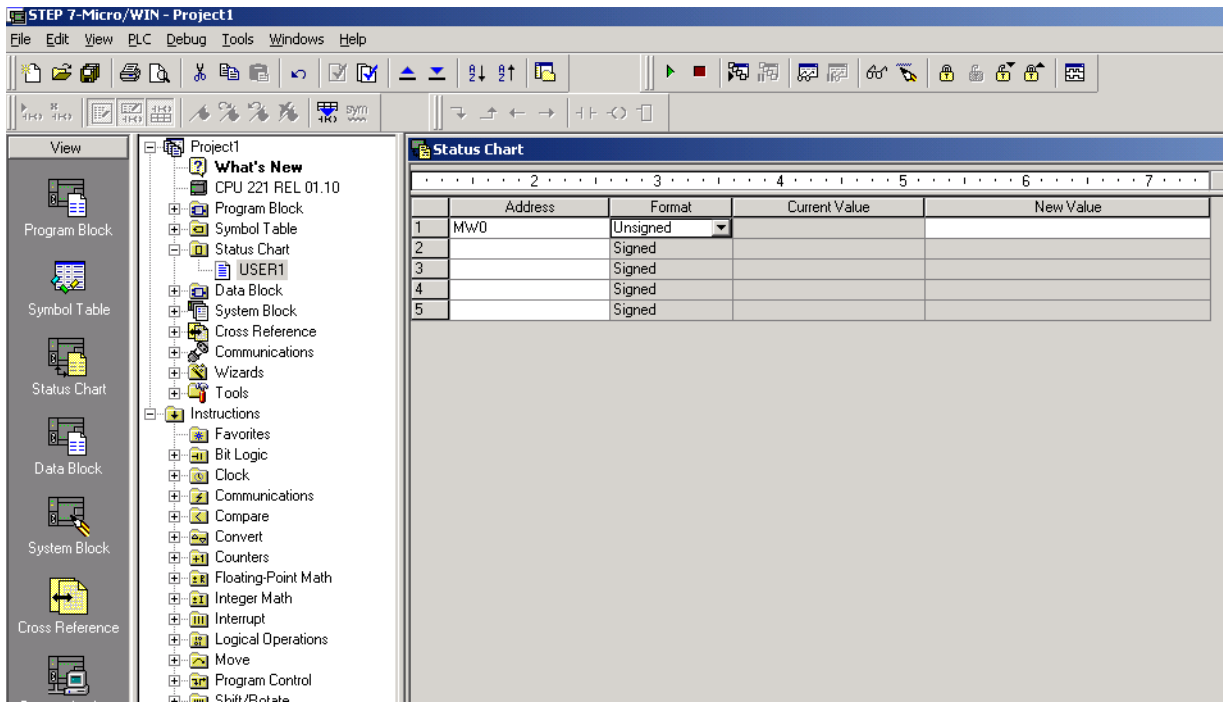 STEP 7-Micro/WIN - Project1
File Edit View PLC Debug Tools Windows Help
sym
View
Program Block
Symbol Table
Status Chart
Data Block
System Block
Cross Reference
Project1
What's New
CPU 221 REL 01.10
Program Block
Symbol Table
Status Chart
USER1
Data Block
System Block
Cross Reference
Communications
Wizards
Tools
Instructions
Favorites
Bit Logic
Clock
Communications
Compare
Convert
Counters
Floating-Point Math
Integer Math
Interrupt
Logical Operations
Move
Program Control
Shift/Rotate
Status Chart
2 3 4 5 6 7
Address Format Current Value New Value
1 MW0 Unsigned
2 Signed
3 Signed
4 Signed
5 Signed